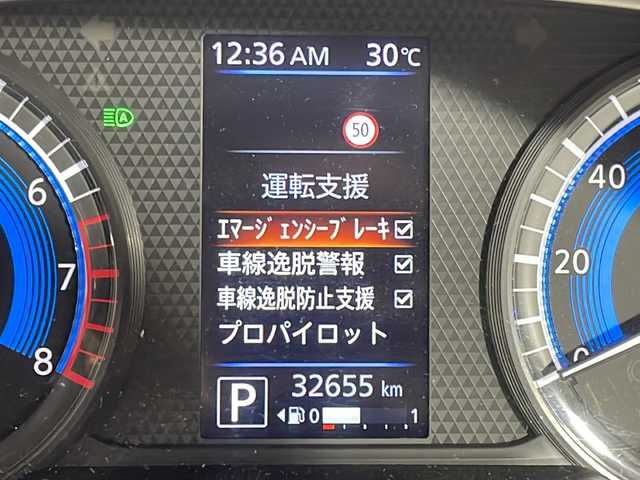 12:36 AM 30℃
50
運転支援
エマージェンシーブレーキ
車線逸脱警報
車線逸脱防止支援
プロパイロット
P 32655 km
0 1
6
7
8
40
20
0
A